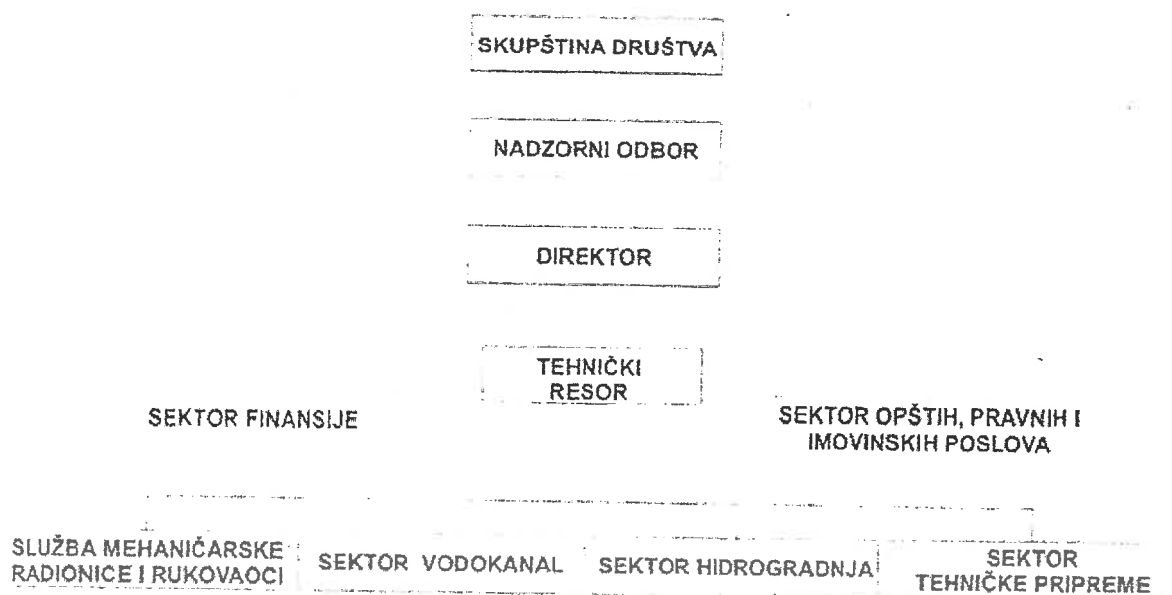 SKUPŠTINA DRUŠTVA
NADZORNI ODBOR
DIREKTOR
TEHNIČKI
RESOR
SEKTOR FINANSIJE
SEKTOR OPŠTIH, PRAVNIH I
IMOVINSKIH POSLOVA
SLUŽBA MEHANIČARSKE
RADIONICE I RUKOVAOCI
SEKTOR VODOKANAL
SEKTOR HIDROGRADNJA
SEKTOR
TEHNIČKE PRIPREME